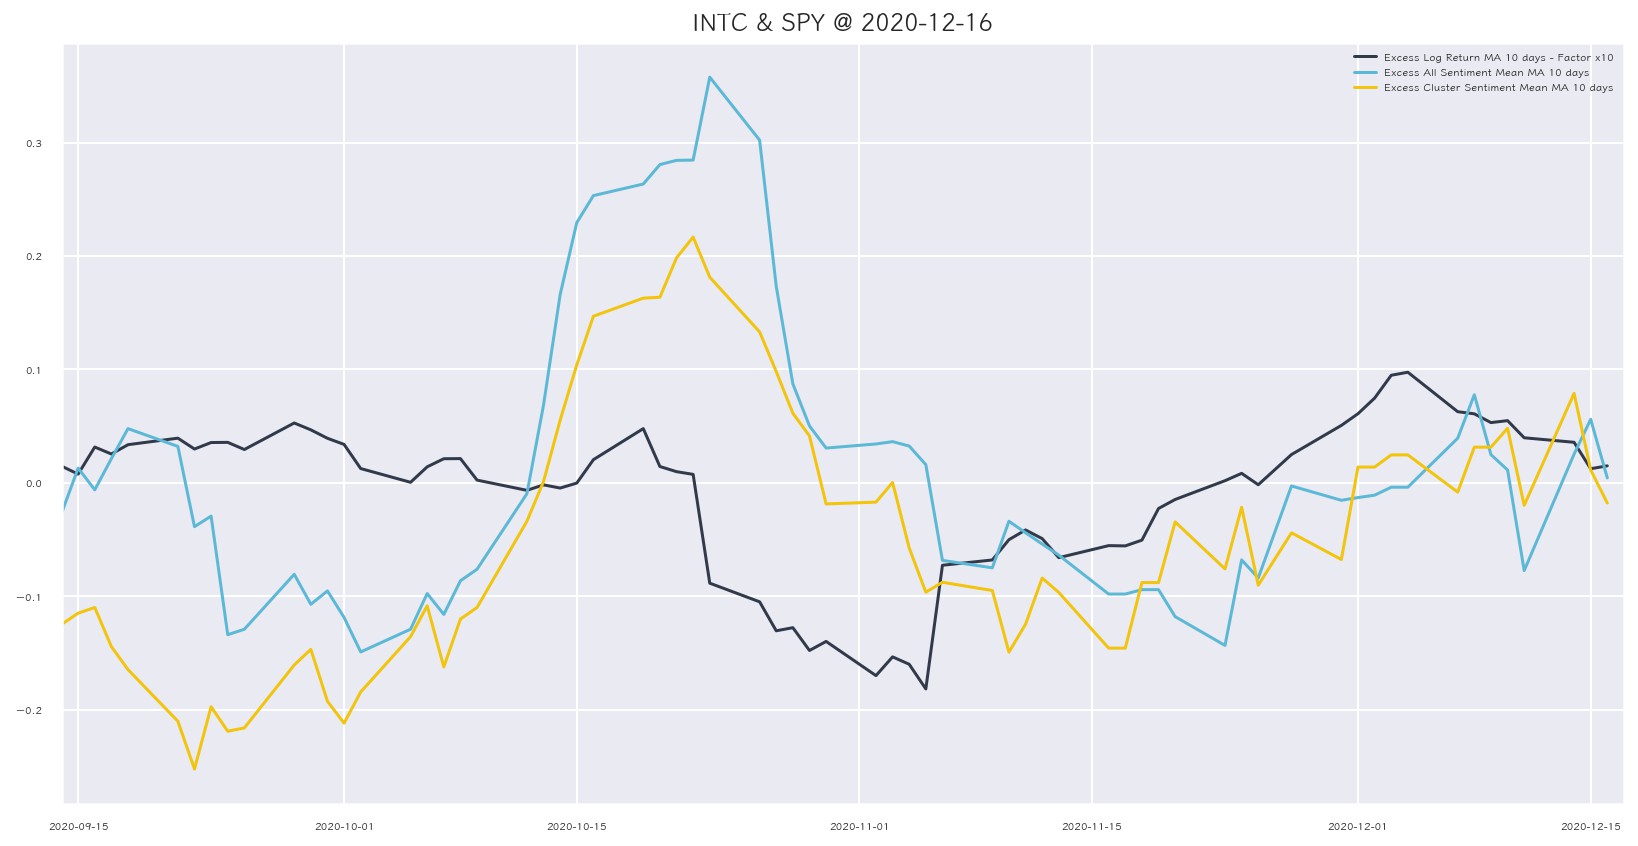 INTC & SPY @ 2020-12-16
Excess Log Return MA 10 days - Factor x10
Excess All Sentiment Mean MA 10 days
Excess Cluster Sentiment Mean MA 10 days
0.3
0.2
0.1
0.0
−0.1
−0.2
2020-09-15 2020-10-01 2020-10-15 2020-11-01 2020-11-15 2020-12-01 2020-12-15